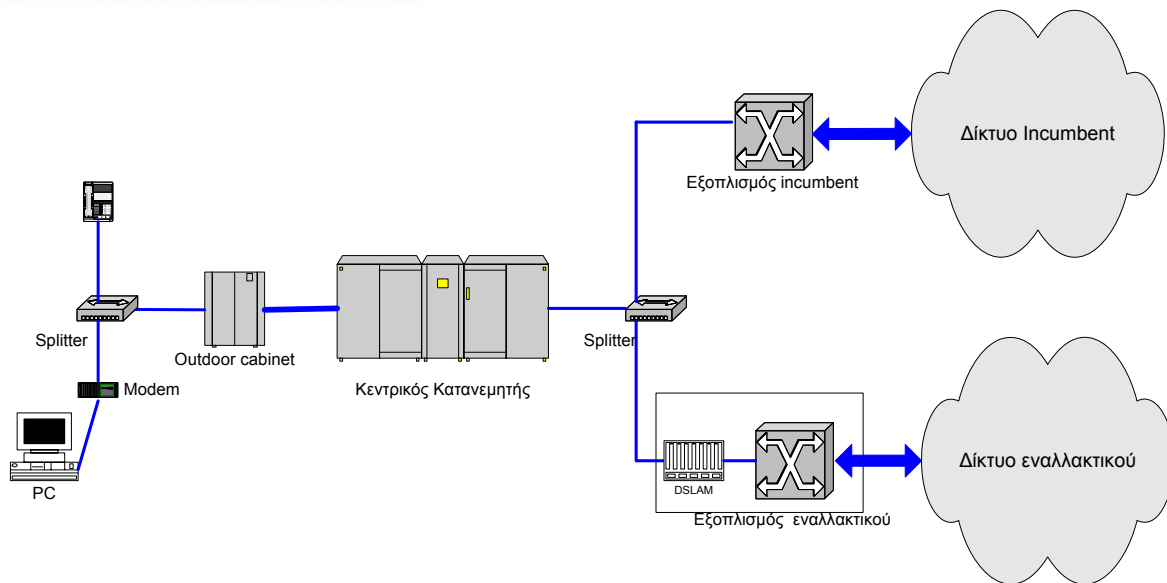 Δίκτυο Incumbent
Εξοπλισμός incumbent
Splitter
Outdoor cabinet
Splitter
Modem
Κεντρικός Κατανεμητής
PC
DSLAM
Δίκτυο εναλλακτικού
Εξοπλισμός εναλλακτικού